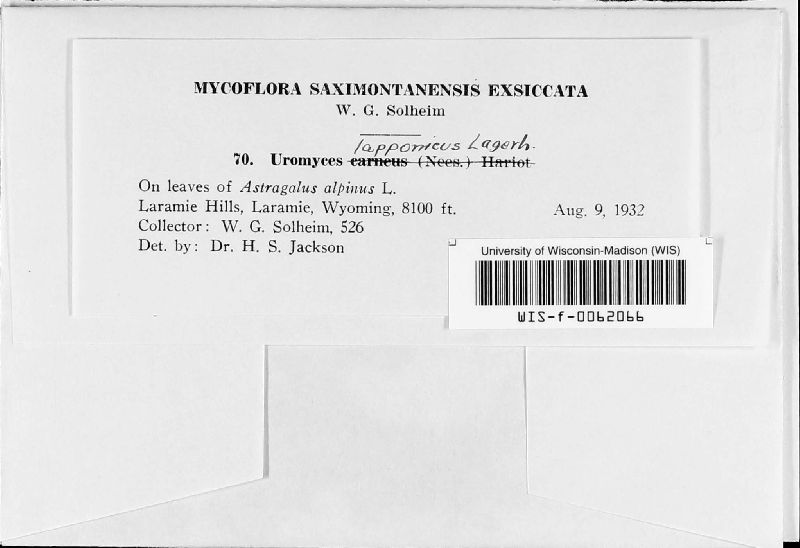 MYCOFLORA SAXIMONTANENSIS EXSICCATA
W. G. Solheim
lapponicus Lagerh.
70. Uromyces carneus (Nees.) Hariot
On leaves of Astragalus alpinus L.
Laramie Hills, Laramie, Wyoming, 8100 ft. Aug. 9, 1932
Collector: W. G. Solheim, 526
Det. by: Dr. H. S. Jackson
University of Wisconsin-Madison (WIS)
WIS-f-0062066